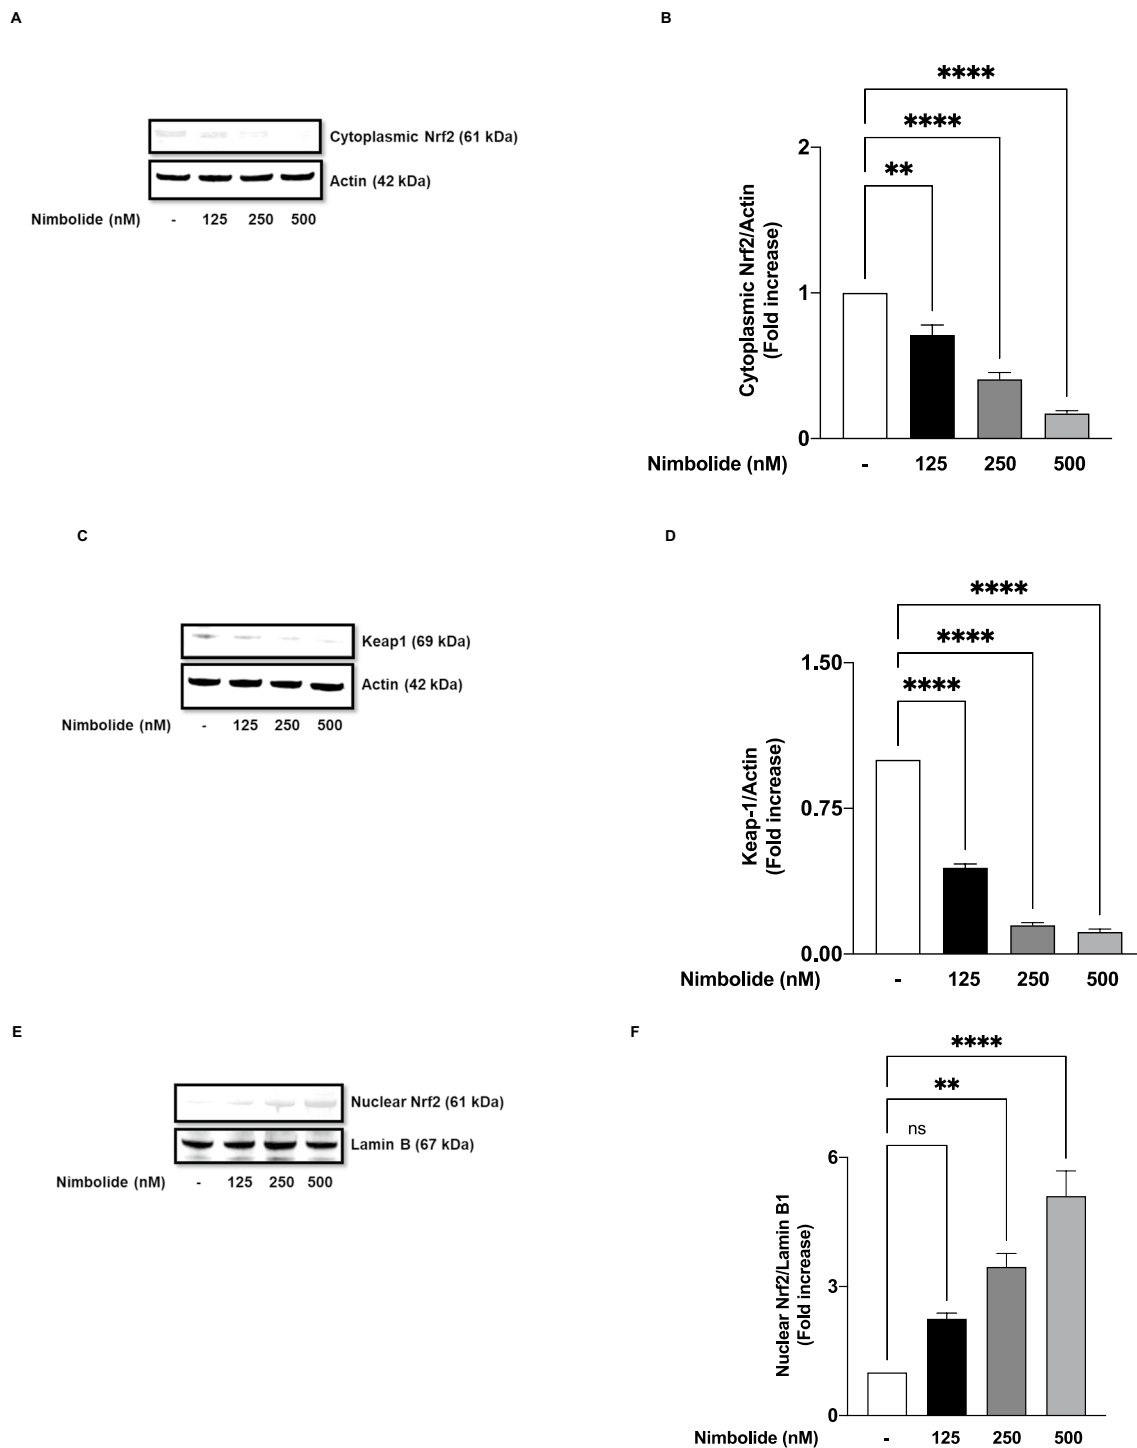 A
Cytoplasmic Nrf2 (61 kDa)
Actin (42 kDa)
Nimbolide (nM) - 125 250 500
B
****
****
**
2
1
0
Cytoplasmic Nrf2/Actin
(Fold increase)
Nimbolide (nM) - 125 250 500
C
Keap1 (69 kDa)
Actin (42 kDa)
Nimbolide (nM) - 125 250 500
D
****
****
****
1.50
0.75
0.00
Keap-1/Actin
(Fold increase)
Nimbolide (nM) - 125 250 500
E
Nuclear Nrf2 (61 kDa)
Lamin B (67 kDa)
Nimbolide (nM) - 125 250 500
F
****
**
ns
6
3
0
Nuclear Nrf2/Lamin B1
(Fold increase)
Nimbolide (nM) - 125 250 500